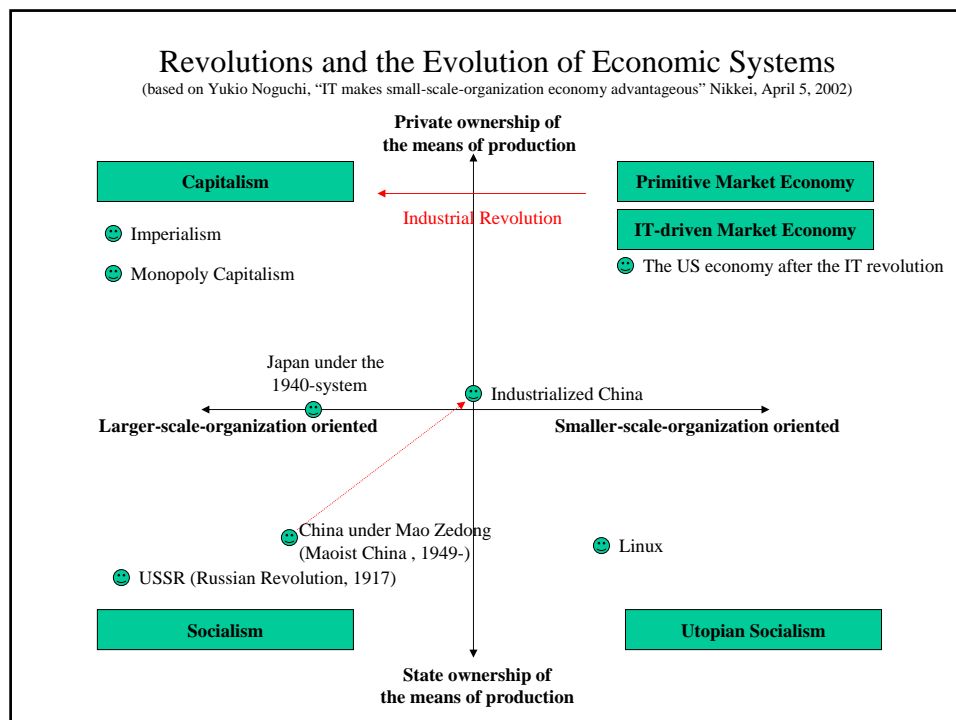 Revolutions and the Evolution of Economic Systems
(based on Yukio Noguchi, “IT makes small-scale-organization economy advantageous” Nikkei, April 5, 2002)
Private ownership of
the means of production
Capitalism
Primitive Market Economy
Industrial Revolution
IT-driven Market Economy
Imperialism
The US economy after the IT revolution
Monopoly Capitalism
Japan under the
1940-system
Industrialized China
Larger-scale-organization oriented
Smaller-scale-organization oriented
China under Mao Zedong
(Maoist China , 1949-)
Linux
USSR (Russian Revolution, 1917)
Socialism
Utopian Socialism
State ownership of
the means of production